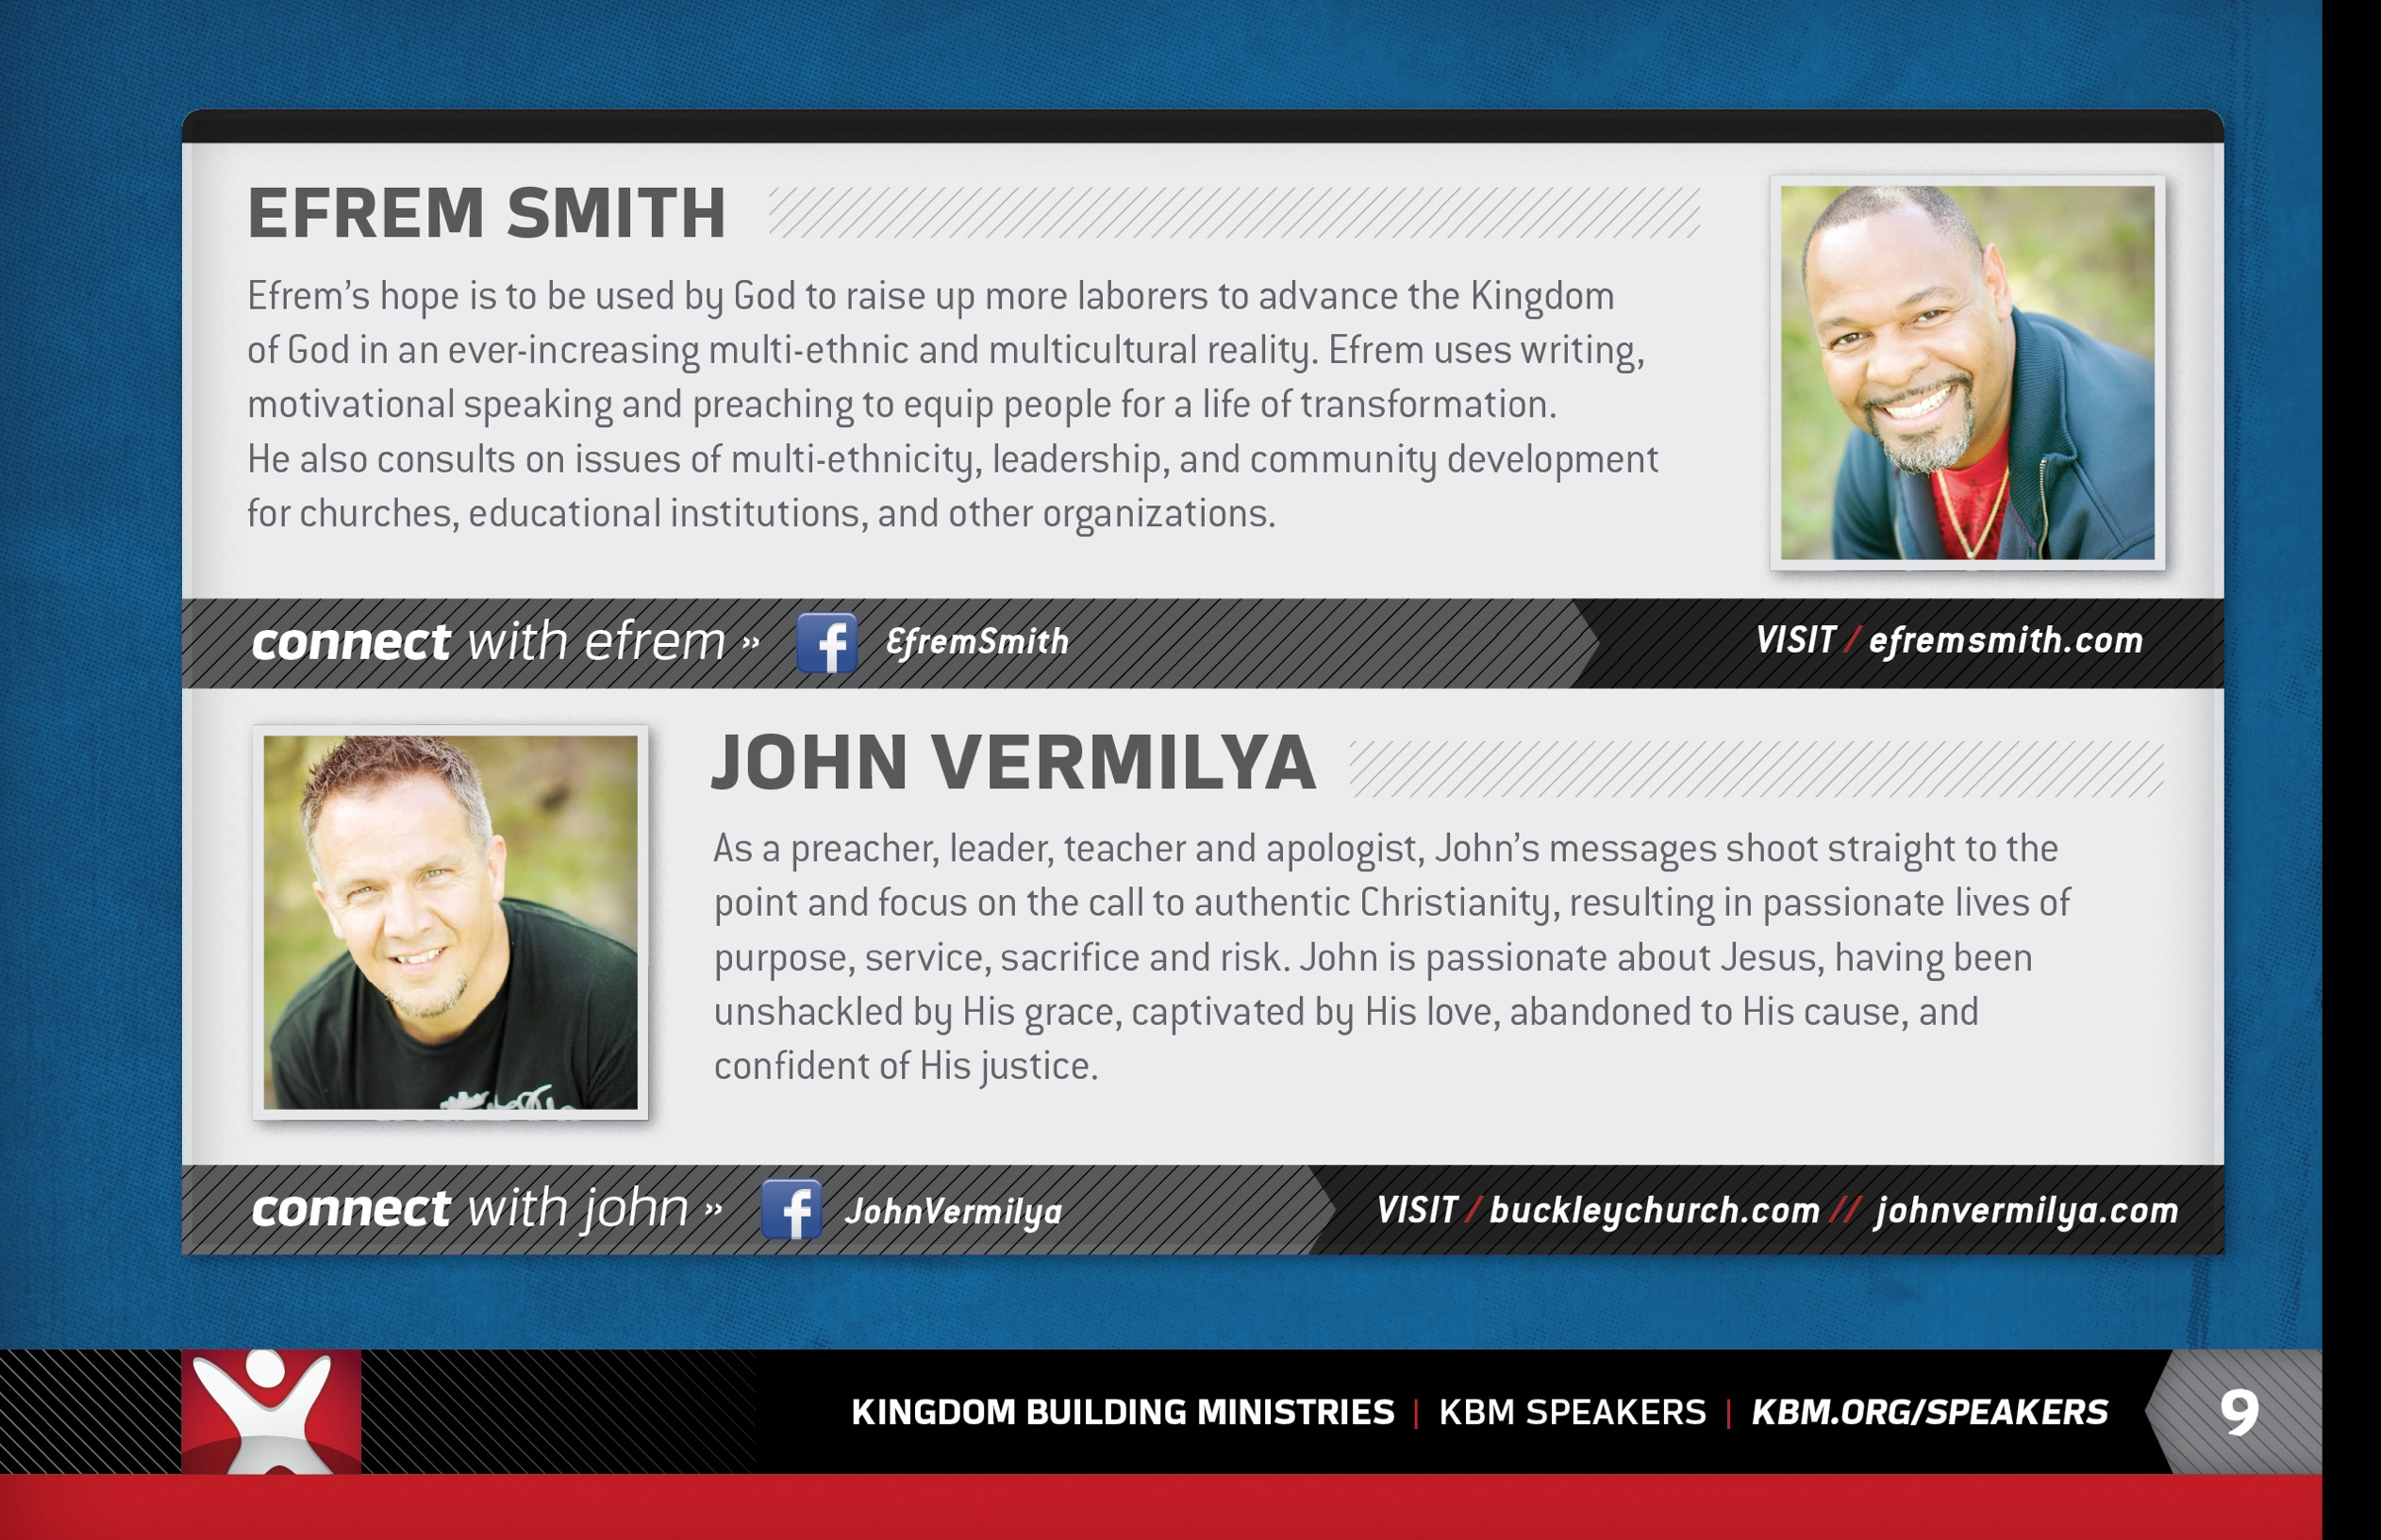 EFREM SMITH
Efrem’s hope is to be used by God to raise up more laborers to advance the Kingdom
of God in an ever-increasing multi-ethnic and multicultural reality. Efrem uses writing,
motivational speaking and preaching to equip people for a life of transformation.
He also consults on issues of multi-ethnicity, leadership, and community development
for churches, educational institutions, and other organizations.
connect with efrem » f EfremSmith
VISIT / efremsmith.com
JOHN VERMILYA
As a preacher, leader, teacher and apologist, John’s messages shoot straight to the
point and focus on the call to authentic Christianity, resulting in passionate lives of
purpose, service, sacrifice and risk. John is passionate about Jesus, having been
unshackled by His grace, captivated by His love, abandoned to His cause, and
confident of His justice.
connect with john » f JohnVermilya
VISIT / buckleychurch.com // johnvermilya.com
KINGDOM BUILDING MINISTRIES | KBM SPEAKERS | KBM.ORG/SPEAKERS
9